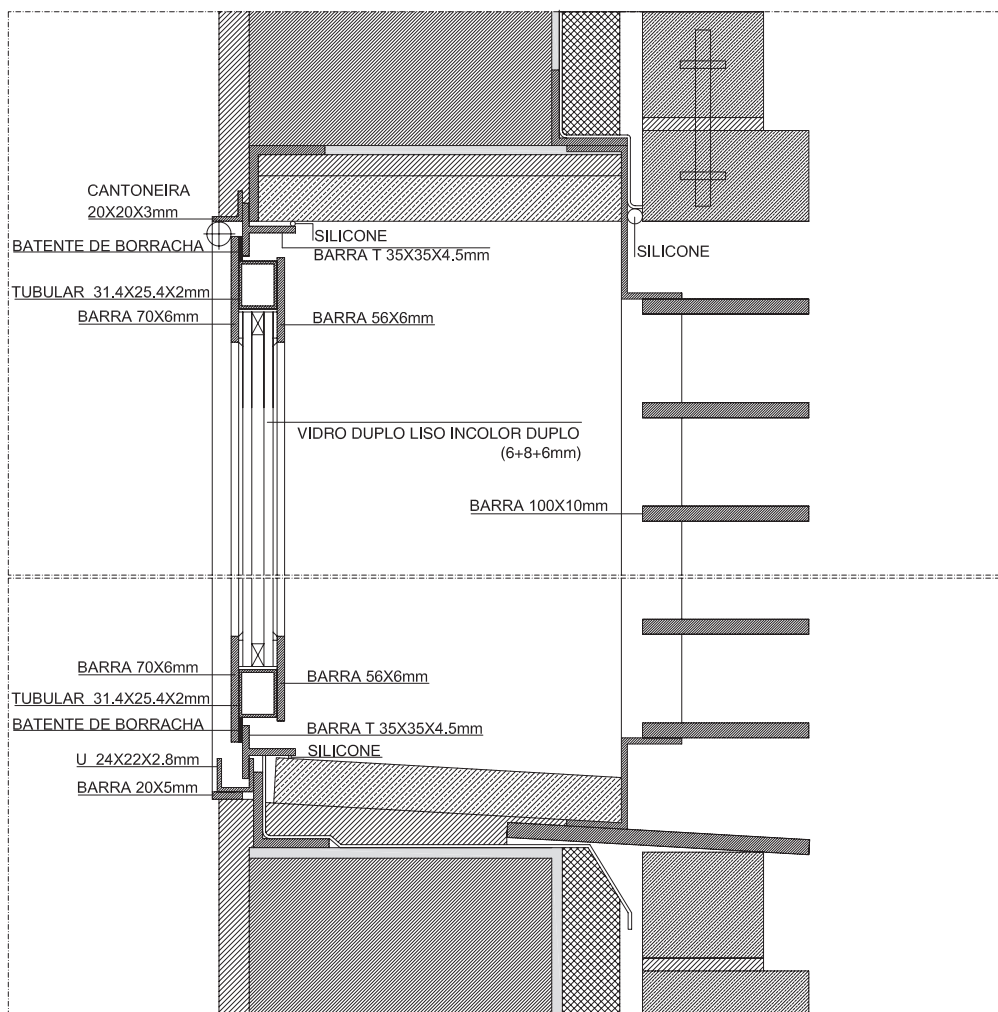 CANTONEIRA
20X20X3mm
SILICONE
BATENTE DE BORRACHA
BARRA T 35X35X4.5mm
SILICONE
TUBULAR 31.4X25.4X2mm
BARRA 70X6mm
BARRA 56X6mm
VIDRO DUPLO LISO INCOLOR DUPLO
(6+8+6mm)
BARRA 100X10mm
BARRA 70X6mm
BARRA 56X6mm
TUBULAR 31.4X25.4X2mm
BATENTE DE BORRACHA
BARRA T 35X35X4.5mm
SILICONE
U 24X22X2.8mm
BARRA 20X5mm